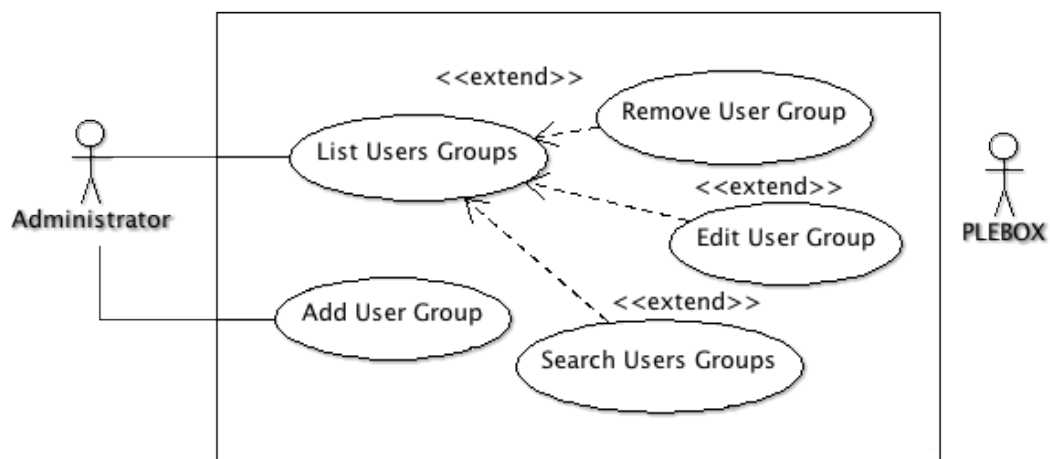 <<extend>>
Remove User Group
List Users Groups
<<extend>>
Administrator
PLEBOX
Edit User Group
<<extend>>
Add User Group
Search Users Groups